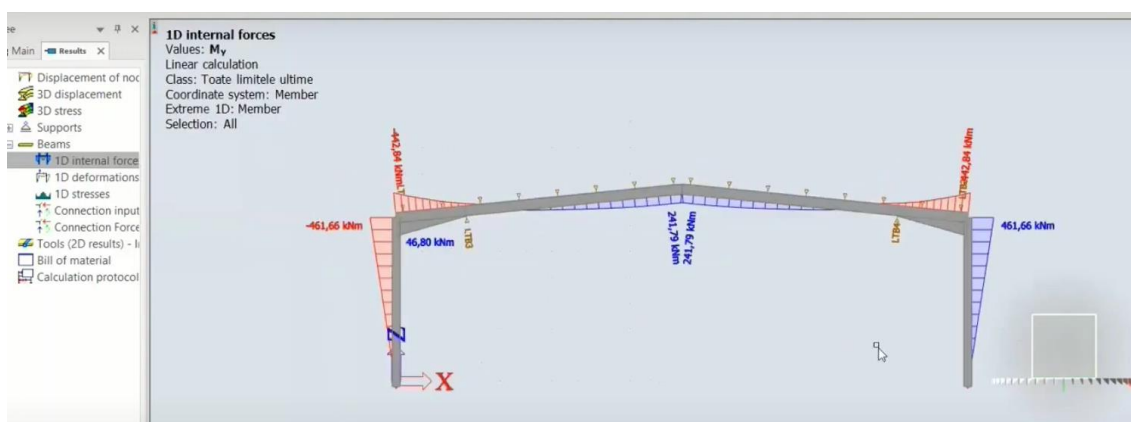 ee
Main
Results
Displacement of noc
3D displacement
3D stress
Supports
Beams
1D internal force
1D deformations
1D stresses
Connection input
Connection Force
Tools (2D results) - I
Bill of material
Calculation protocol
1D internal forces
Values: My
Linear calculation
Class: Toate limitele ultime
Coordinate system: Member
Extreme 1D: Member
Selection: All
-442,84 kNm
442,84 kNm
-461,66 kNm
46,80 kNm
LTB3
241,79 kNm
241,79 kNm
LTB4
461,66 kNm
Z
X